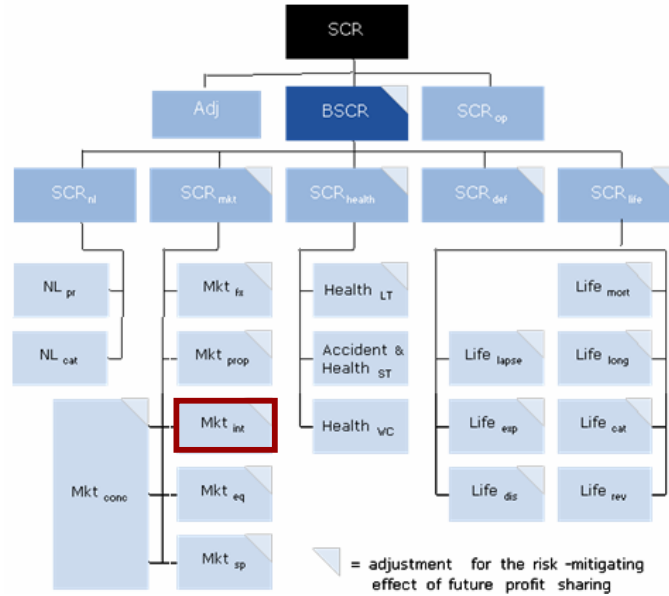 SCR
Adj
BSCR
SCR op
SCR nl
SCR mkt
SCR health
SCR def
SCR life
NL pr
Mkt fx
Health LT
Life mort
NL cat
Mkt prop
Accident &
Health ST
Life lapse
Life long
Mkt int
Health WC
Life exp
Life cat
Mkt conc
Mkt eq
Life dis
Life rev
Mkt sp
= adjustment for the risk -mitigating
effect of future profit sharing